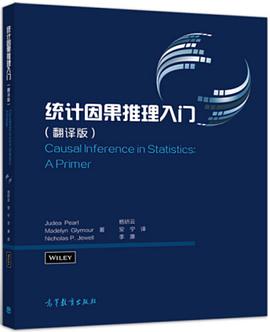 统计因果推理入门
（翻译版）
Causal Inference in Statistics:
A Primer
Judea Pearl
Madelyn Glymour 著
Nicholas P. Jewell
杨矫云
安宁 译
李廉
WILEY
高等教育出版社